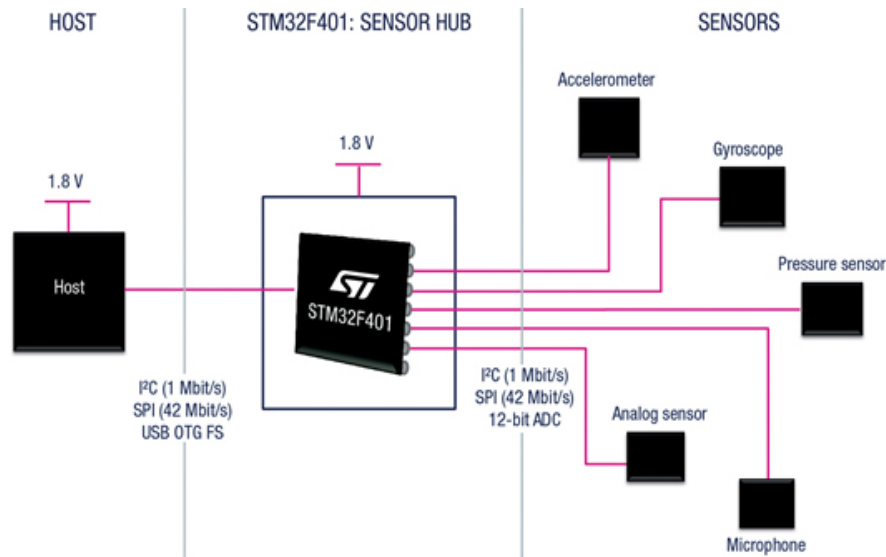 HOST
STM32F401: SENSOR HUB
SENSORS
Accelerometer
1.8 V
Gyroscope
1.8 V
Pressure sensor
Host
ST
STM32F401
I²C (1 Mbit/s)
SPI (42 Mbit/s)
USB OTG FS
I²C (1 Mbit/s)
SPI (42 Mbit/s)
12-bit ADC
Analog sensor
Microphone